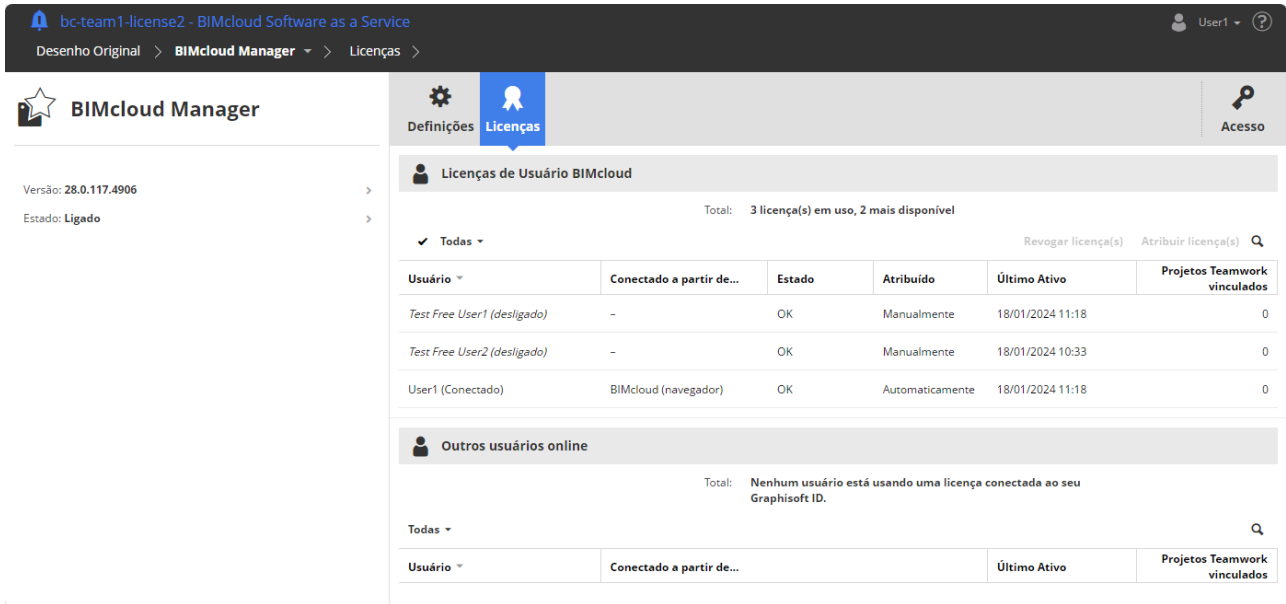 bc-team1-license2 - BIMcloud Software as a Service
User1
Desenho Original > BIMcloud Manager > Licenças >
BIMcloud Manager
Definições Licenças Acesso
Versão: 28.0.117.4906
Estado: Ligado
Licenças de Usuário BIMcloud
Total: 3 licença(s) em uso, 2 mais disponível
Todas Revogar licença(s) Atribuir licença(s)
Usuário Conectado a partir de... Estado Atribuído Último Ativo Projetos Teamwork
vinculados
Test Free User1 (desligado) – OK Manualmente 18/01/2024 11:18 0
Test Free User2 (desligado) – OK Manualmente 18/01/2024 10:33 0
User1 (Conectado) BIMcloud (navegador) OK Automaticamente 18/01/2024 11:18 0
Outros usuários online
Total: Nenhum usuário está usando uma licença conectada ao seu
Graphisoft ID.
Todas
Usuário Conectado a partir de... Último Ativo Projetos Teamwork
vinculados